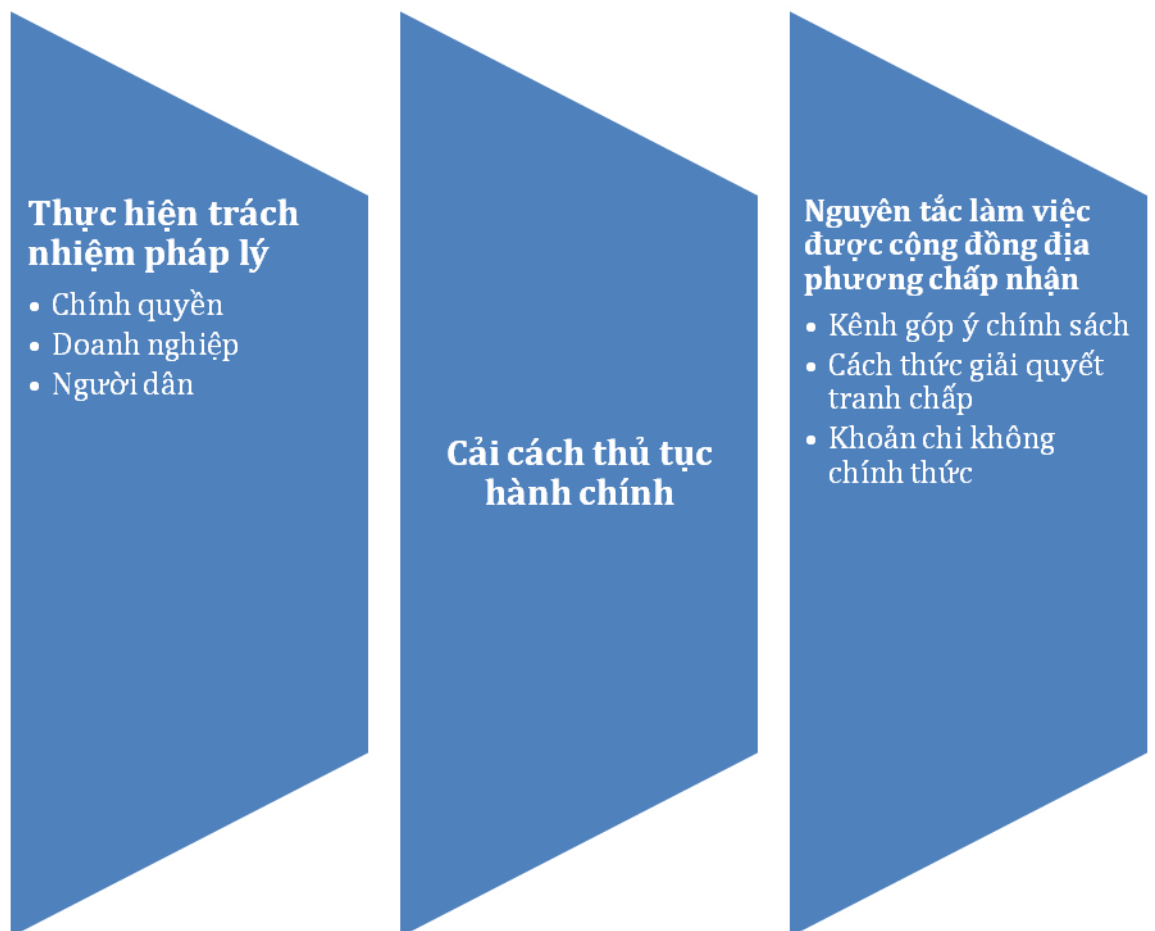 Thực hiện trách
nhiệm pháp lý
• Chính quyền
• Doanh nghiệp
• Người dân
Cải cách thủ tục
hành chính
Nguyên tắc làm việc
được cộng đồng địa
phương chấp nhận
• Kênh góp ý chính sách
• Cách thức giải quyết
tranh chấp
• Khoản chi không
chính thức